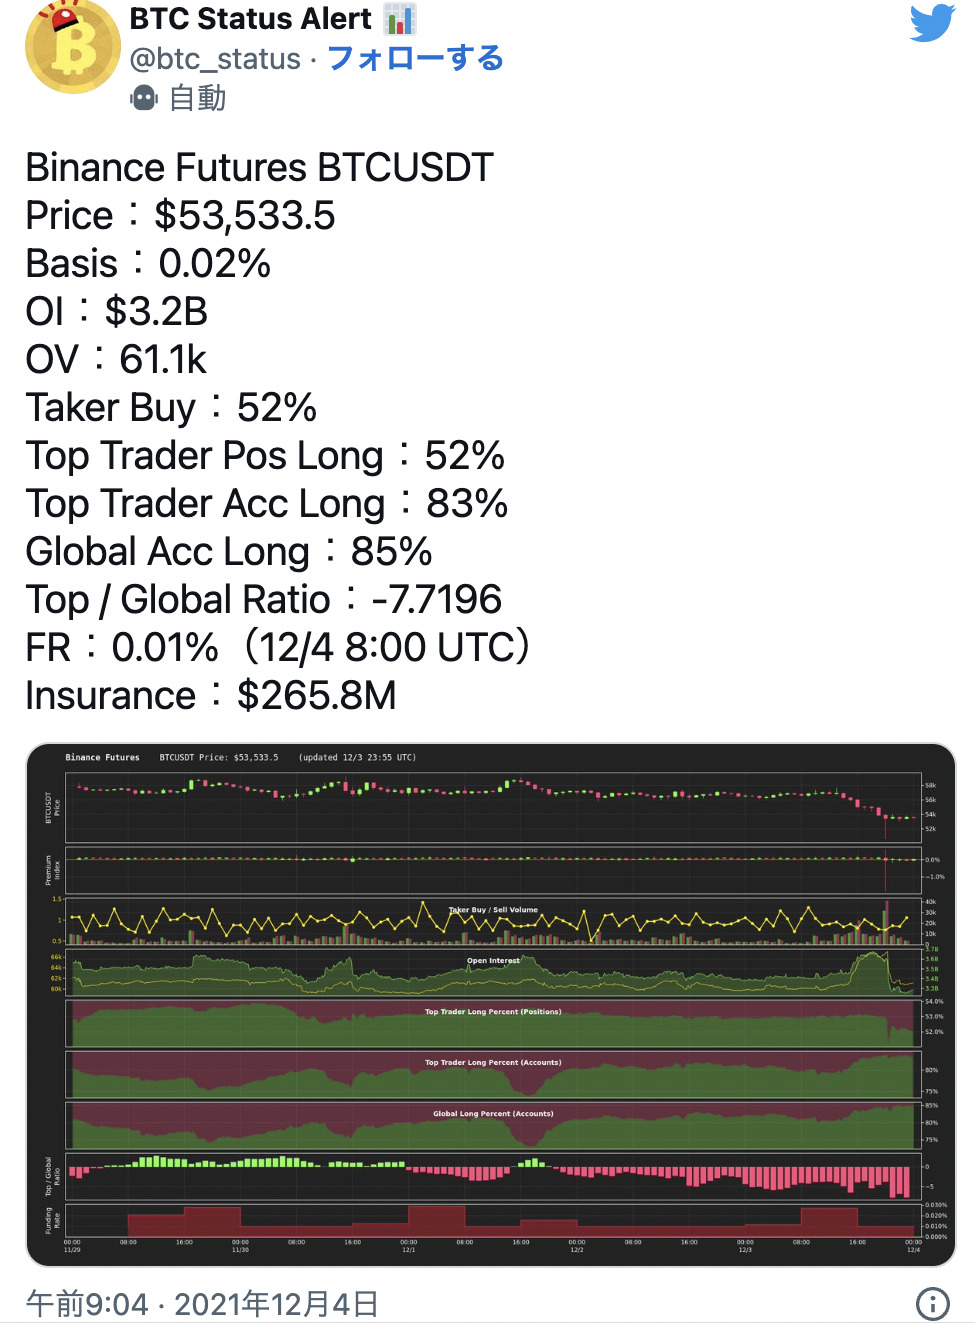 BTC Status Alert
@btc_status · フォローする
自動
Binance Futures BTCUSDT
Price：$53,533.5
Basis：0.02%
OI：$3.2B
OV：61.1k
Taker Buy：52%
Top Trader Pos Long：52%
Top Trader Acc Long：83%
Global Acc Long：85%
Top / Global Ratio：-7.7196
FR：0.01%（12/4 8:00 UTC）
Insurance：$265.8M
Binance Futures BTCUSDT Price: $53,533.5 (updated 12/3 23:55 UTC)
BTCUSDT
Price
58k
56k
54k
52k
Premium
Index
0.0%
−1.0%
Taker Buy / Sell Volume
1.5
1
0.5
40k
30k
20k
10k
0
Open Interest
66k
64k
62k
60k
3.7B
3.6B
3.5B
3.4B
3.3B
Top Trader Long Percent (Positions)
54.0%
53.0%
52.0%
Top Trader Long Percent (Accounts)
80%
75%
Global Long Percent (Accounts)
85%
80%
75%
Top / Global
Ratio
0
−5
Funding
Rate
0.030%
0.020%
0.010%
0.000%
00:00 08:00 16:00 00:00 08:00 16:00 00:00 08:00 16:00 00:00 08:00 16:00 00:00 08:00 16:00 00:00
11/29 11/30 12/1 12/2 12/3 12/4
午前9:04 · 2021年12月4日